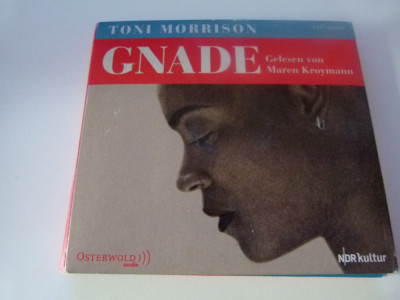 TONI MORRISON
GNADE
Gelesen von
Maren Kroymann
OSTERWOLD)))
audio
NDR kultur